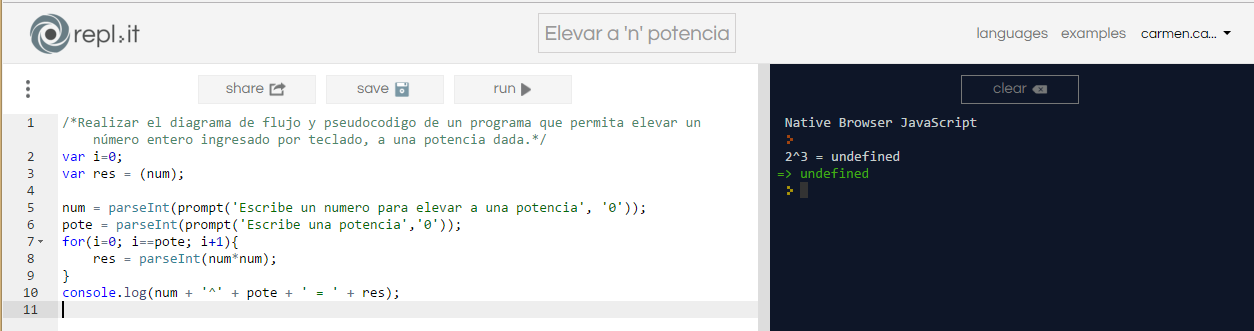 repl.it
Elevar a 'n' potencia
languages examples carmen.ca...
share save run
clear
1 /*Realizar el diagrama de flujo y pseudocodigo de un programa que permita elevar un
número entero ingresado por teclado, a una potencia dada.*/
2 var i=0;
3 var res = (num);
4
5 num = parseInt(prompt('Escribe un numero para elevar a una potencia', '0'));
6 pote = parseInt(prompt('Escribe una potencia','0'));
7 for(i=0; i==pote; i+1){
8 res = parseInt(num*num);
9 }
10 console.log(num + '^' + pote + ' = ' + res);
11
Native Browser JavaScript
2^3 = undefined
=> undefined